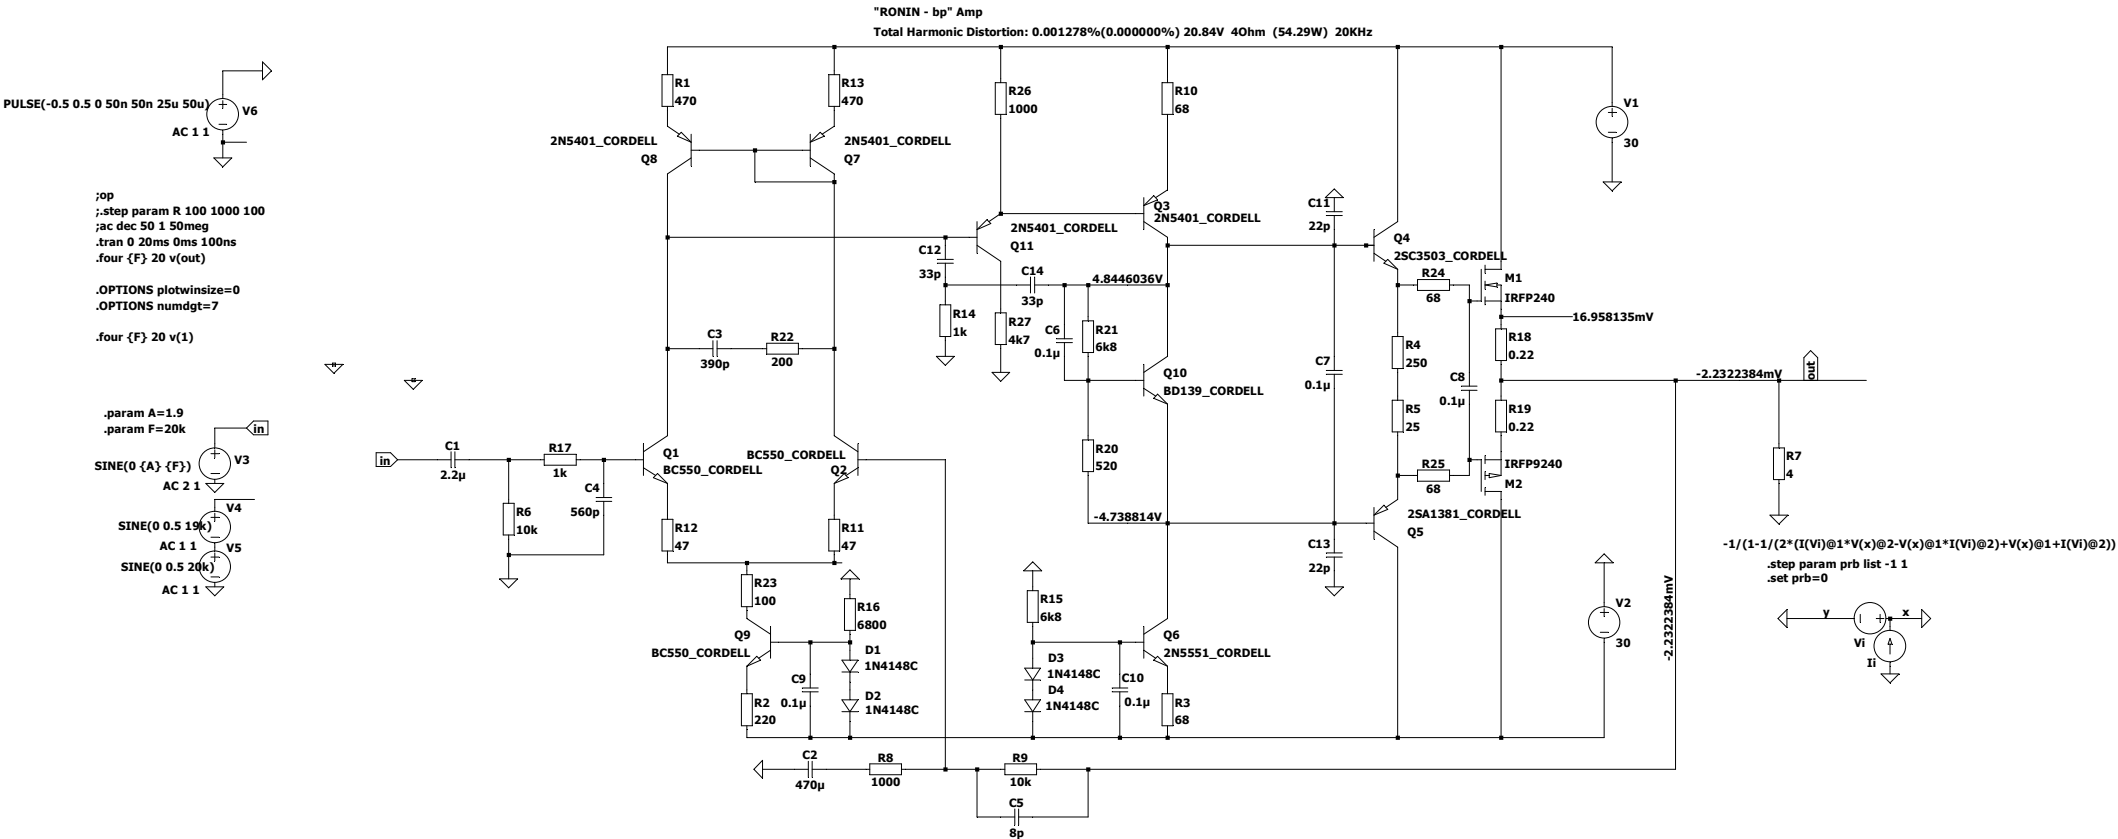 "RONIN - bp" Amp
Total Harmonic Distortion: 0.001278%(0.000000%) 20.84V 4Ohm (54.29W) 20KHz
PULSE(-0.5 0.5 0 50n 50n 25u 50u)
V6
AC 1 1
;op
;.step param R 100 1000 100
;ac dec 50 1 50meg
.tran 0 20ms 0ms 100ns
.four {F} 20 v(out)
.OPTIONS plotwinsize=0
.OPTIONS numdgt=7
.four {F} 20 v(1)
.param A=1.9
.param F=20k
in
SINE(0 {A} {F})
V3
AC 2 1
V4
SINE(0 0.5 19k)
AC 1 1
V5
SINE(0 0.5 20k)
AC 1 1
in
C1
2.2µ
R6
10k
R17
1k
C4
560p
R1
470
R13
470
2N5401_CORDELL
Q8
2N5401_CORDELL
Q7
C3
390p
R22
200
Q1
BC550_CORDELL
BC550_CORDELL
Q2
R12
47
R11
47
R23
100
R16
6800
Q9
BC550_CORDELL
D1
1N4148C
D2
1N4148C
C9
0.1µ
R2
220
C2
470µ
R8
1000
R9
10k
C5
8p
R26
1000
R10
68
Q3
2N5401_CORDELL
2N5401_CORDELL
Q11
C12
33p
C14
33p
R14
1k
R27
4k7
4.8446036V
C6
0.1µ
R21
6k8
Q10
BD139_CORDELL
R20
520
-4.738814V
R15
6k8
D3
1N4148C
D4
1N4148C
C10
0.1µ
Q6
2N5551_CORDELL
R3
68
C11
22p
C7
0.1µ
C13
22p
Q4
2SC3503_CORDELL
R24
68
R4
250
R5
25
C8
0.1µ
R25
68
2SA1381_CORDELL
Q5
M1
IRFP240
16.958135mV
R18
0.22
R19
0.22
IRFP9240
M2
-2.2322384mV
out
R7
4
V1
30
V2
30
-2.2322384mV
-1/(1-1/(2*(I(Vi)@1*V(x)@2-V(x)@1*I(Vi)@2)+V(x)@1+I(Vi)@2))
.step param prb list -1 1
.set prb=0
y
x
Vi
Ii